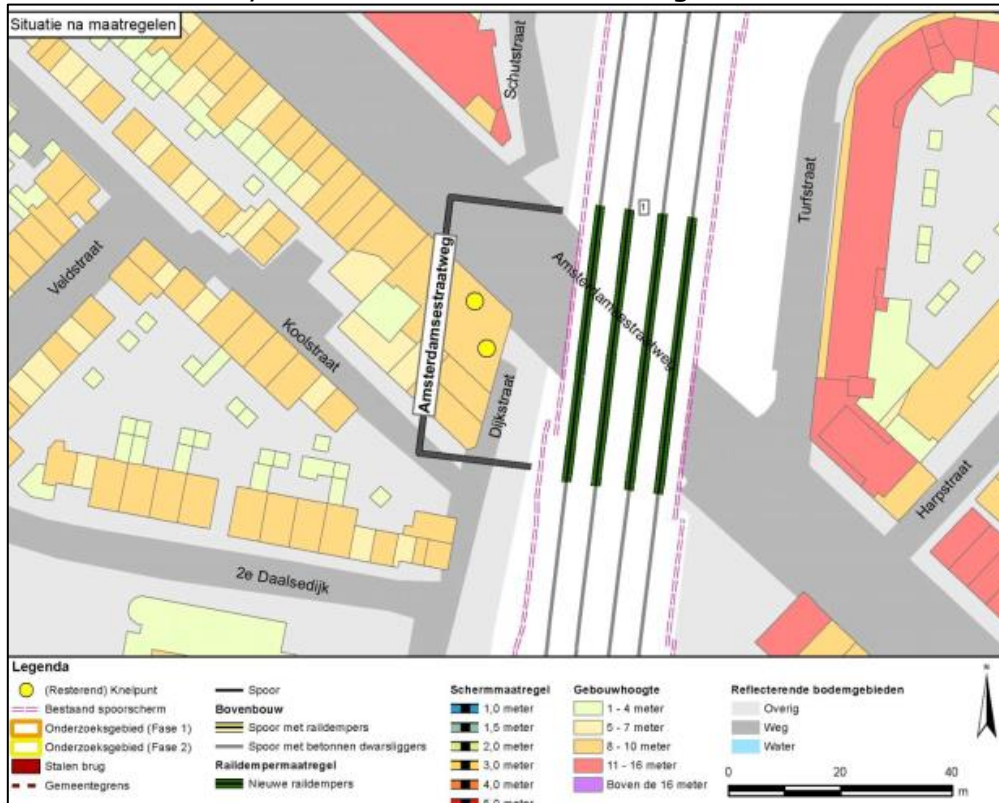 Situatie na maatregelen
Schutstraat
Turfstraat
1
Veldstraat
Amsterdamsestraatweg
Amsterdamsestraatweg
Koolstraat
Dijkstraat
Harpstraat
2e Daalsedijk
Legenda
(Resterend) Knelpunt
Bestaand spoorscherm
Onderzoeksgebied (Fase 1)
Onderzoeksgebied (Fase 2)
Stalen brug
Gemeentegrens
Spoor
Bovenbouw
Spoor met raildempers
Spoor met betonnen dwarsliggers
Raildempermaatregel
Nieuwe raildempers
Schermmaatregel
1,0 meter
1,5 meter
2,0 meter
3,0 meter
4,0 meter
Gebouwhoogte
1 - 4 meter
5 - 7 meter
8 - 10 meter
11 - 16 meter
Boven de 16 meter
Reflecterende bodemgebieden
Overig
Weg
Water
N
0 20 40
m